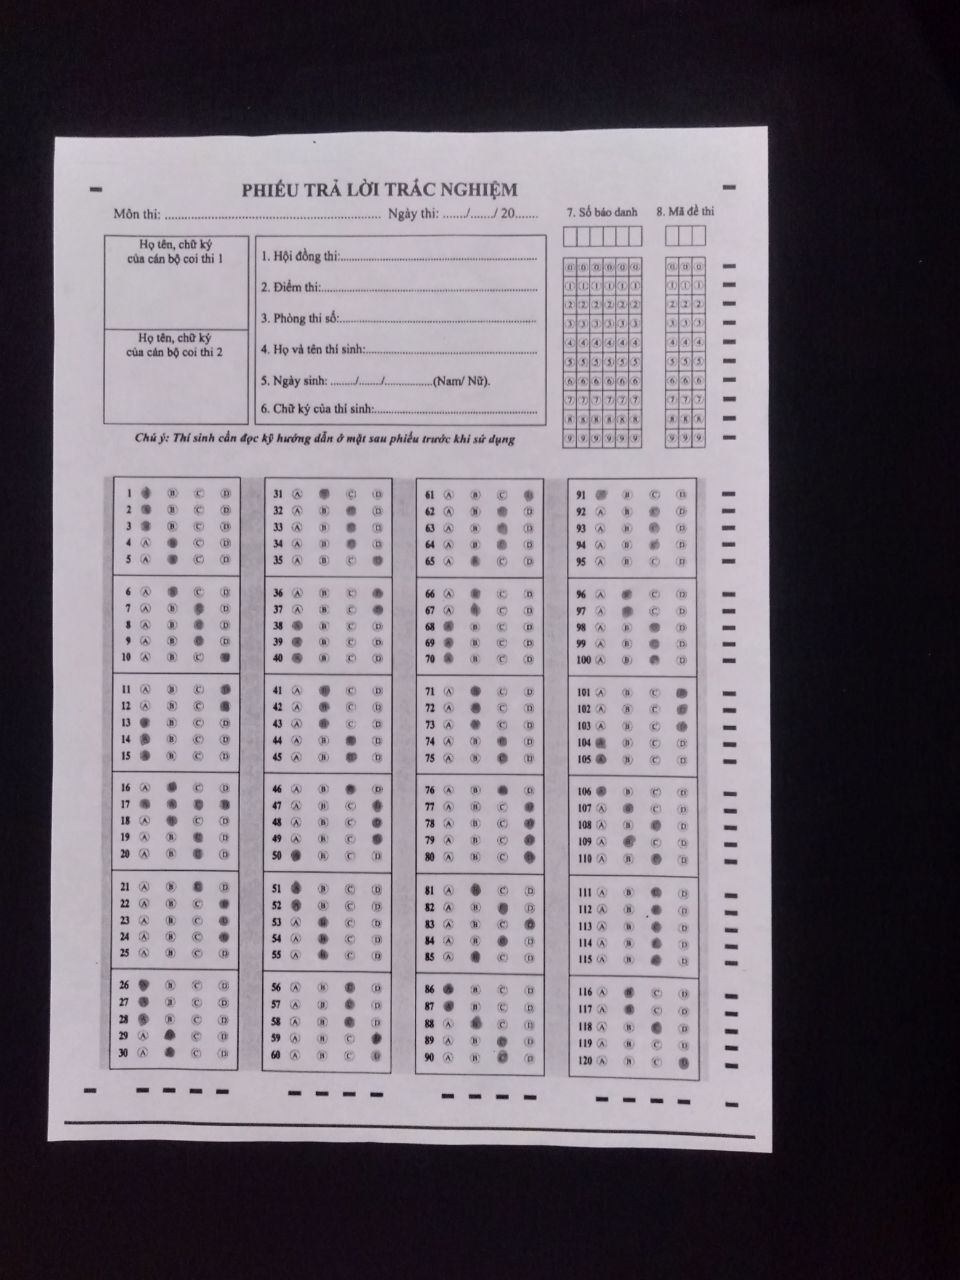 PHIẾU TRẢ LỜI TRẮC NGHIỆM
Môn thi: ............................................................ Ngày thi: ......./......./ 20.......
7. Số báo danh 8. Mã đề thi
Họ tên, chữ ký
của cán bộ coi thi 1
1. Hội đồng thi:......................................................
2. Điểm thi:............................................................
3. Phòng thi số:......................................................
Họ tên, chữ ký
của cán bộ coi thi 2
4. Họ và tên thí sinh:..............................................
5. Ngày sinh: ......../......./...............(Nam/ Nữ).
6. Chữ ký của thí sinh:...........................................
0 0 0 0 0 0 0 0 0
1 1 1 1 1 1 1 1 1
2 2 2 2 2 2 2 2 2
3 3 3 3 3 3 3 3 3
4 4 4 4 4 4 4 4 4
5 5 5 5 5 5 5 5 5
6 6 6 6 6 6 6 6 6
7 7 7 7 7 7 7 7 7
8 8 8 8 8 8 8 8 8
9 9 9 9 9 9 9 9 9
Chú ý: Thí sinh cần đọc kỹ hướng dẫn ở mặt sau phiếu trước khi sử dụng
1 B C D 31 A C D 61 A B C 91 B C D
2 B C D 32 A B D 62 A B D 92 A B D
3 B C D 33 A B D 63 A B D 93 A B D
4 A C D 34 A B D 64 A B D 94 A B D
5 A C D 35 A B C 65 A C D 95 A B C D
6 A C D 36 A B C 66 A C D 96 A C D
7 A B D 37 A B C 67 A C D 97 A C D
8 A B D 38 B C D 68 B C D 98 A B D
9 A B D 39 B C D 69 B C D 99 A B D
10 A B C 40 B C D 70 B C D 100 A B D
11 A B C 41 A C D 71 A C D 101 A B C
12 A B C 42 A C D 72 A C D 102 A B C
13 B C D 43 A C D 73 A C D 103 A B C
14 B C D 44 A B D 74 A B D 104 B C D
15 B C D 45 A B D 75 A B D 105 B C D
16 A C D 46 A B D 76 A B D 106 B C D
17 47 A B C 77 A B C 107 A C D
18 A C D 48 A B C 78 A B C 108 A B D
19 A B D 49 A B C 79 A B C 109 A C D
20 A B D 50 B C D 80 A B C 110 A B D
21 A B D 51 B C D 81 A C D 111 A B D
22 A B C 52 B C D 82 A B D 112 A B D
23 A B C 53 A C D 83 A B C 113 A B D
24 A B C 54 A C D 84 A B D 114 A B D
25 A B C D 55 A C D 85 A C D 115 A B D
26 B C D 56 A B D 86 B C D 116 A C D
27 B C D 57 A B D 87 B C D 117 A C D
28 B C D 58 A B D 88 A C D 118 A B D
29 A C D 59 A B C 89 A B D 119 A B C D
30 A C D 60 A B C 90 A B D 120 A B C